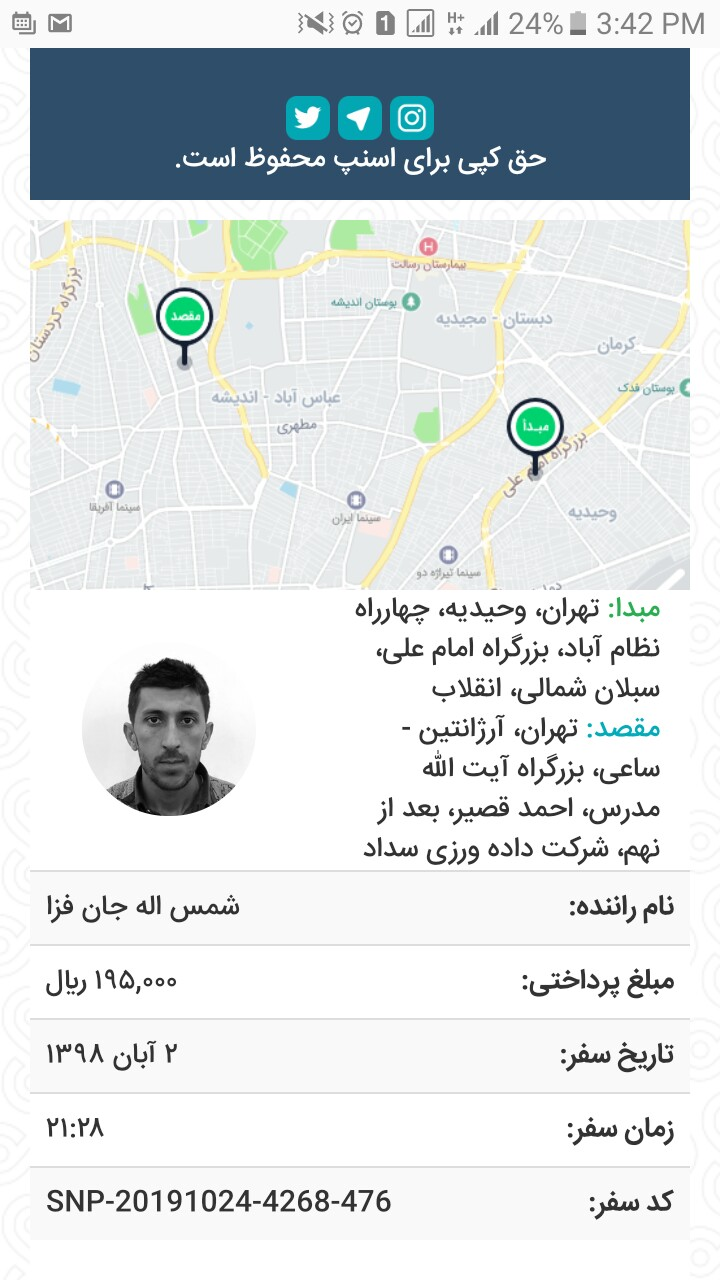 24% 3:42 PM
حق کپی برای اسنپ محفوظ است.
بیمارستان رسالت
بزرگراه کردستان
مقصد
بوستان اندیشه
دبستان - مجیدیه
کرمان
عباس آباد - اندیشه
مطهری
بوستان فدک
مبدأ
بزرگراه امام علی
سینما آفریقا
سینما ایران
وحیدیه
سینما تیراژه دو
مبدا: تهران، وحیدیه، چهارراه
نظام آباد، بزرگراه امام علی،
سبلان شمالی، انقلاب
مقصد: تهران، آرژانتین -
ساعی، بزرگراه آیت الله
مدرس، احمد قصیر، بعد از
نهم، شرکت داده ورزی سداد
نام راننده: شمس اله جان فزا
مبلغ پرداختی: ۱۹۵,۰۰۰ ریال
تاریخ سفر: ۲ آبان ۱۳۹۸
زمان سفر: ۲۱:۲۸
کد سفر: SNP-20191024-4268-476